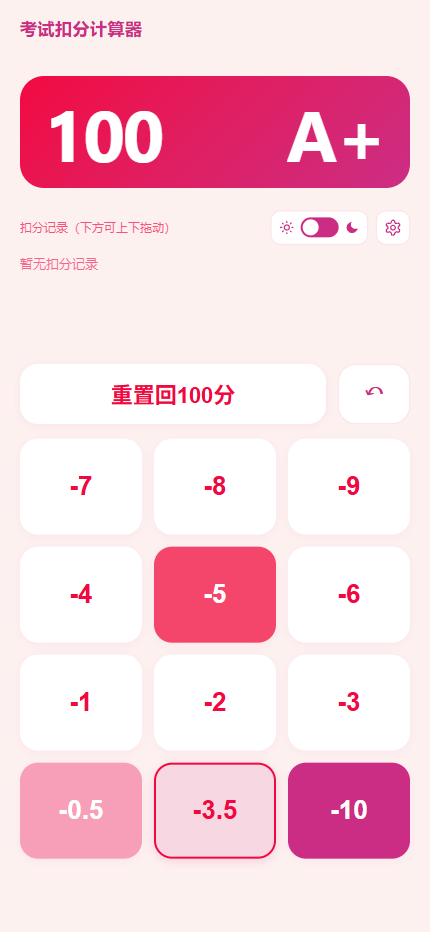 考试扣分计算器
100 A+
扣分记录（下方可上下拖动）
暂无扣分记录
重置回100分
-7 -8 -9
-4 -5 -6
-1 -2 -3
-0.5 -3.5 -10